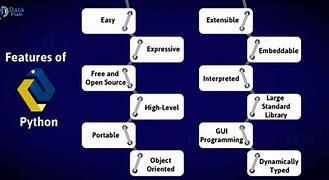 Data
Flair
Features of
Python
Easy
Expressive
Free and
Open Source
High-Level
Portable
Object
Oriented
Extensible
Embeddable
Interpreted
Large
Standard
Library
GUI
Programming
Dynamically
Typed